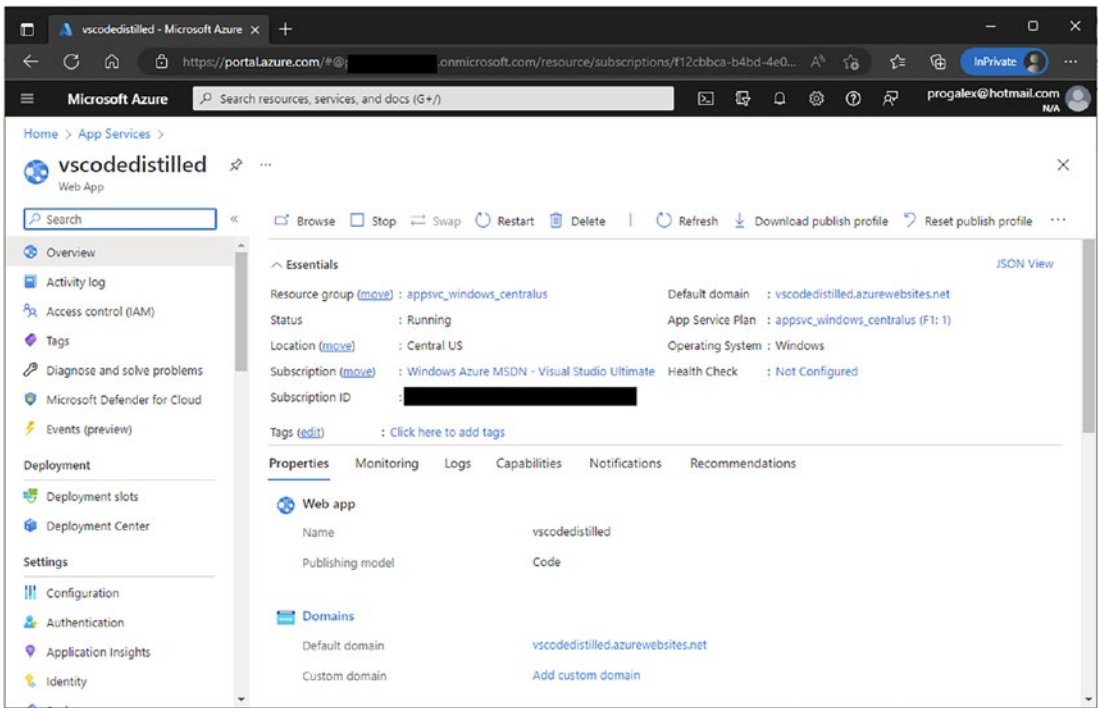 vscodedistilled - Microsoft Azure
https://portal.azure.com/#@ .onmicrosoft.com/resource/subscriptions/f12cbbca-b4bd-4e0... InPrivate
Microsoft Azure Search resources, services, and docs (G+/) progalex@hotmail.com
N/A
Home > App Services >
vscodedistilled
Web App
Search
Browse Stop Swap Restart Delete | Refresh Download publish profile Reset publish profile
Overview
Activity log
Access control (IAM)
Tags
Diagnose and solve problems
Microsoft Defender for Cloud
Events (preview)
Deployment
Deployment slots
Deployment Center
Settings
Configuration
Authentication
Application Insights
Identity
Essentials JSON View
Resource group (move) : appsvc_windows_centralus Default domain : vscodedistilled.azurewebsites.net
Status : Running App Service Plan : appsvc_windows_centralus (F1: 1)
Location (move) : Central US Operating System : Windows
Subscription (move) : Windows Azure MSDN - Visual Studio Ultimate Health Check : Not Configured
Subscription ID :
Tags (edit) : Click here to add tags
Properties Monitoring Logs Capabilities Notifications Recommendations
Web app
Name vscodedistilled
Publishing model Code
Domains
Default domain vscodedistilled.azurewebsites.net
Custom domain Add custom domain